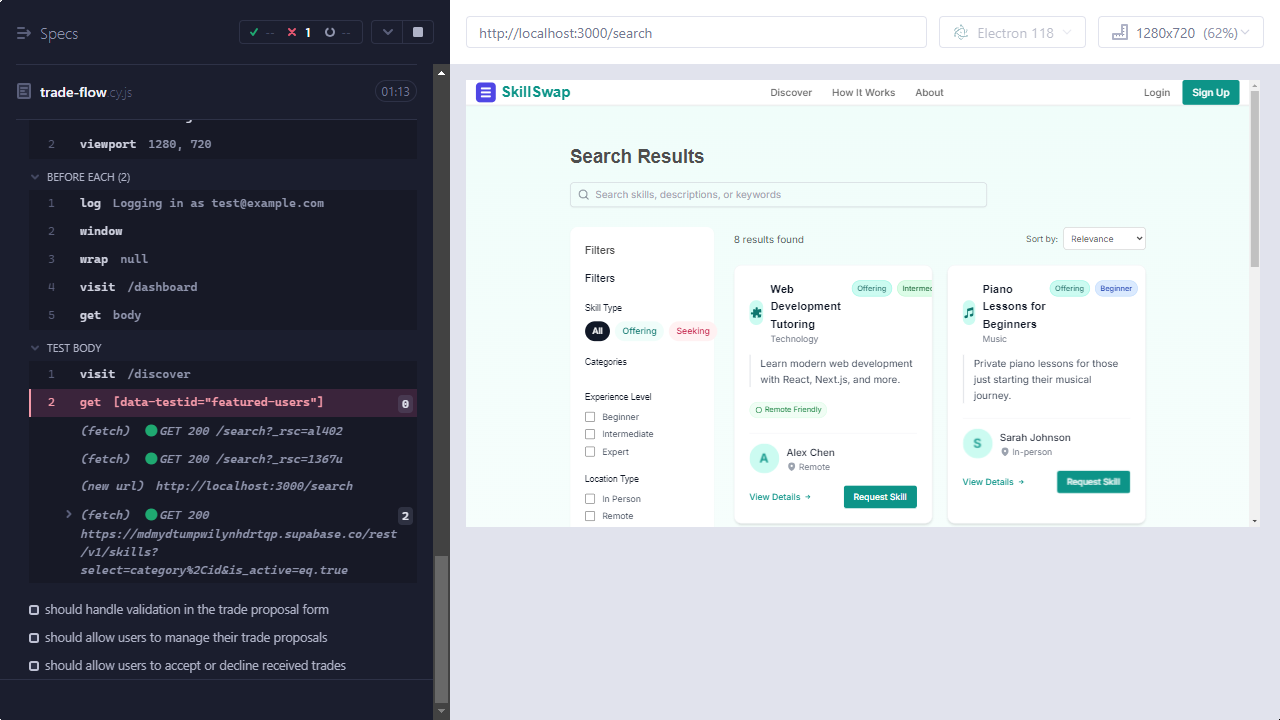 Specs
-- 1 --
trade-flow.cy.js
01:13
2 viewport 1280, 720
BEFORE EACH (2)
1 log Logging in as test@example.com
2 window
3 wrap null
4 visit /dashboard
5 get body
TEST BODY
1 visit /discover
2 get [data-testid="featured-users"] 0
(fetch) GET 200 /search?_rsc=al402
(fetch) GET 200 /search?_rsc=1367u
(new url) http://localhost:3000/search
(fetch) GET 200 2
https://mdmydtumpwilynhdrtqp.supabase.co/rest
/v1/skills?
select=category%2Cid&is_active=eq.true
should handle validation in the trade proposal form
should allow users to manage their trade proposals
should allow users to accept or decline received trades
http://localhost:3000/search
Electron 118
1280x720 (62%)
SkillSwap
Discover How It Works About
Login
Sign Up
Search Results
Search skills, descriptions, or keywords
Filters
Filters
Skill Type
All Offering Seeking
Categories
Experience Level
Beginner
Intermediate
Expert
Location Type
In Person
Remote
8 results found
Sort by: Relevance
Web
Development
Tutoring
Technology
Offering
Learn modern web development
with React, Next.js, and more.
Remote Friendly
A
Alex Chen
Remote
View Details →
Request Skill
Piano
Lessons for
Beginners
Music
Offering Beginner
Private piano lessons for those
just starting their musical
journey.
S
Sarah Johnson
In-person
View Details →
Request Skill